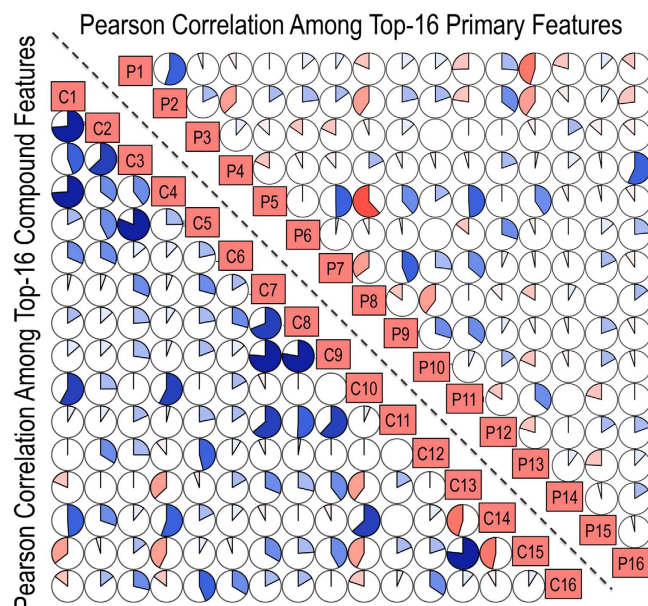 Pearson Correlation Among Top-16 Primary Features
Pearson Correlation Among Top-16 Compound Features
P1
C1
P2
C2
P3
C3
P4
C4
P5
C5
P6
C6
P7
C7
P8
C8
P9
C9
P10
C10
P11
C11
P12
C12
P13
C13
P14
C14
P15
C15
P16
C16